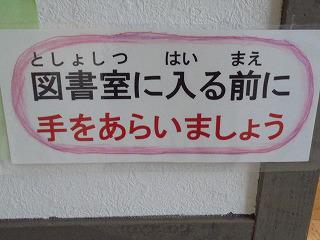 としょしつ はい まえ
図書室に入る前に
手をあらいましょう